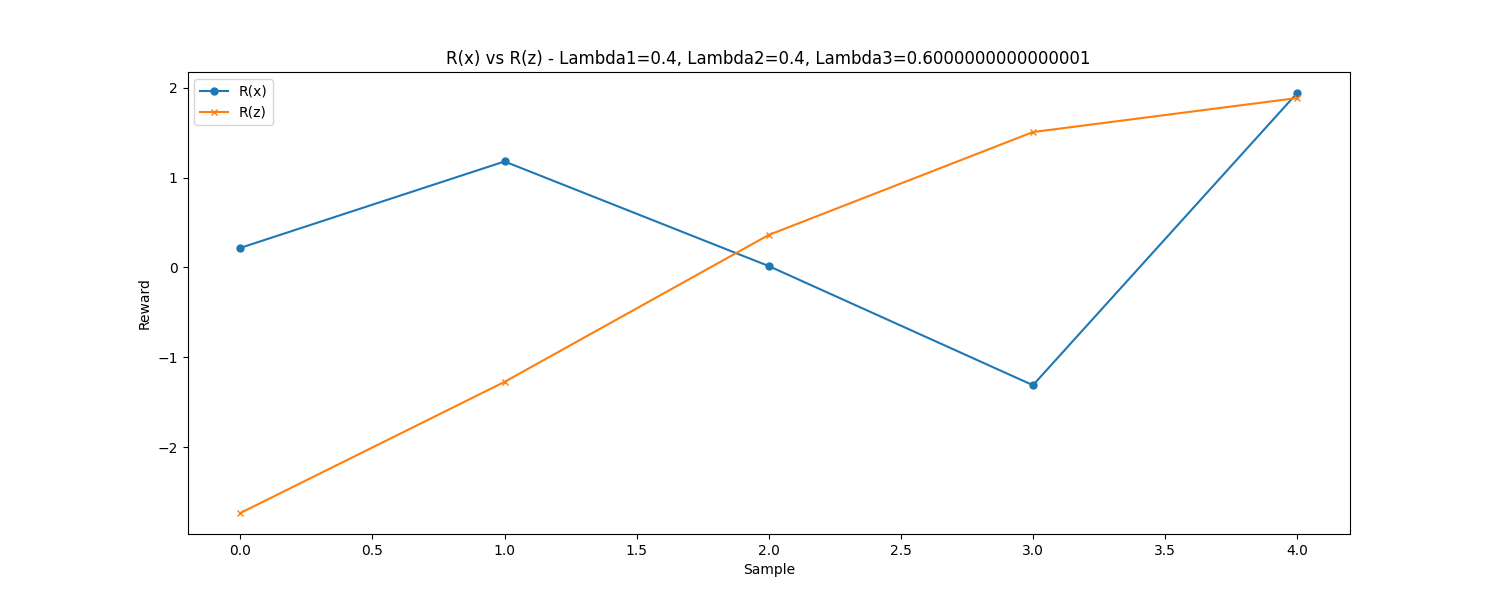 R(x) vs R(z) - Lambda1=0.4, Lambda2=0.4, Lambda3=0.6000000000000001
R(x)
R(z)
2
1
0
−1
−2
Reward
0.0 0.5 1.0 1.5 2.0 2.5 3.0 3.5 4.0
Sample